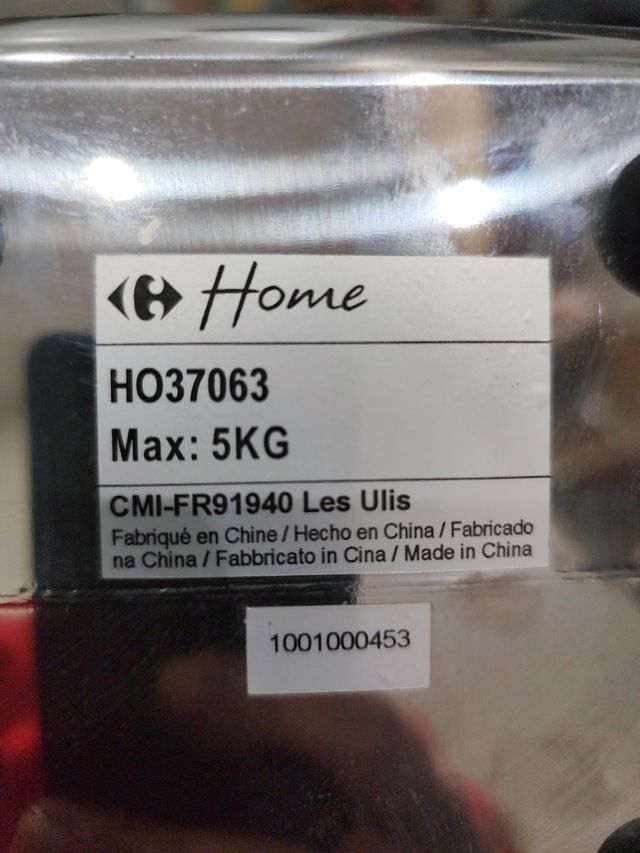 Home
HO37063
Max: 5KG
CMI-FR91940 Les Ulis
Fabriqué en Chine / Hecho en China / Fabricado
na China / Fabbricato in Cina / Made in China
1001000453